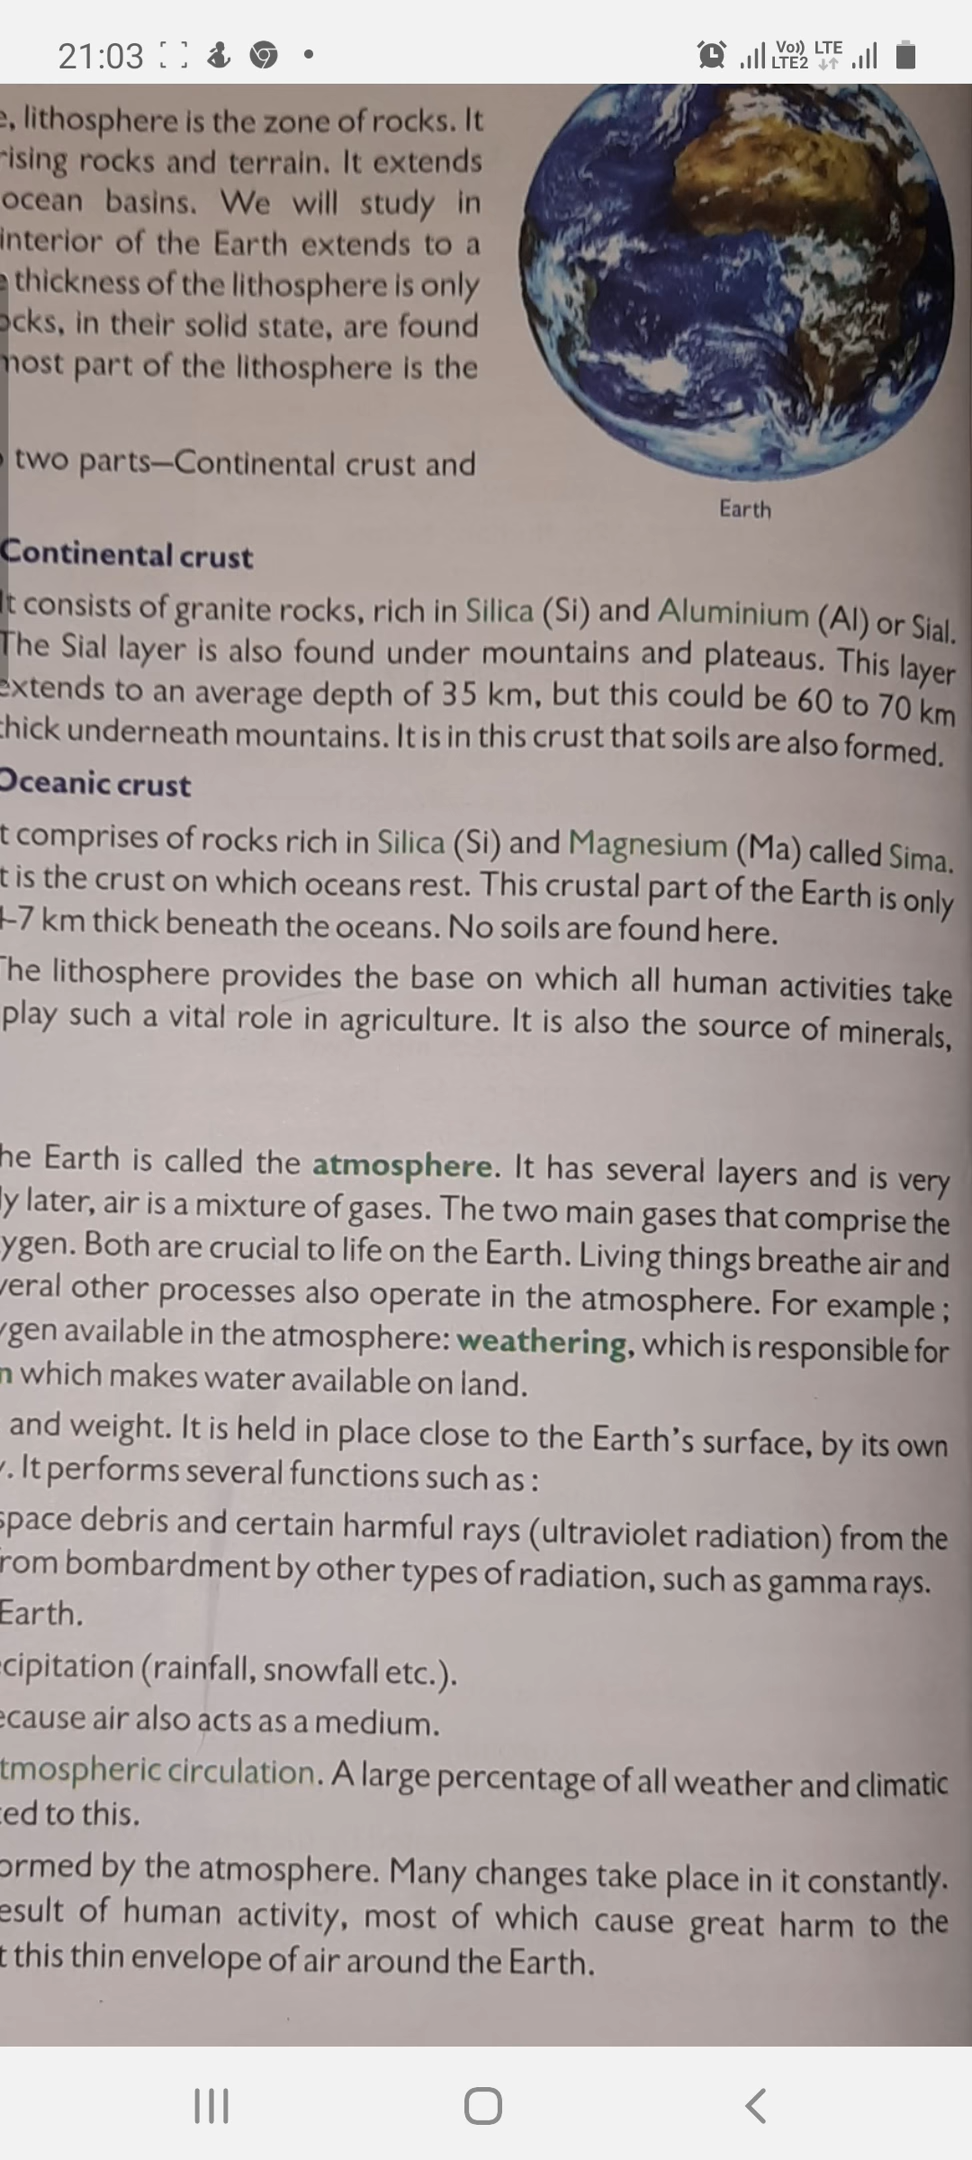 21:03
Vo)) LTE
LTE2
lithosphere is the zone of rocks. It
rising rocks and terrain. It extends
ocean basins. We will study in
interior of the Earth extends to a
thickness of the lithosphere is only
in their solid state, are found
most part of the lithosphere is the
two parts—Continental crust and
Earth
Continental crust
It consists of granite rocks, rich in Silica (Si) and Aluminium (Al) or Sial.
The Sial layer is also found under mountains and plateaus. This layer
extends to an average depth of 35 km, but this could be 60 to 70 km
thick underneath mountains. It is in this crust that soils are also formed.
Oceanic crust
t comprises of rocks rich in Silica (Si) and Magnesium (Ma) called Sima.
t is the crust on which oceans rest. This crustal part of the Earth is only
-7 km thick beneath the oceans. No soils are found here.
The lithosphere provides the base on which all human activities take
play such a vital role in agriculture. It is also the source of minerals,
he Earth is called the atmosphere. It has several layers and is very
ly later, air is a mixture of gases. The two main gases that comprise the
ygen. Both are crucial to life on the Earth. Living things breathe air and
veral other processes also operate in the atmosphere. For example ;
ygen available in the atmosphere: weathering, which is responsible for
n which makes water available on land.
and weight. It is held in place close to the Earth's surface, by its own
. It performs several functions such as :
space debris and certain harmful rays (ultraviolet radiation) from the
rom bombardment by other types of radiation, such as gamma rays.
Earth.
cipitation (rainfall, snowfall etc.).
ecause air also acts as a medium.
tmospheric circulation. A large percentage of all weather and climatic
ed to this.
ormed by the atmosphere. Many changes take place in it constantly.
esult of human activity, most of which cause great harm to the
t this thin envelope of air around the Earth.